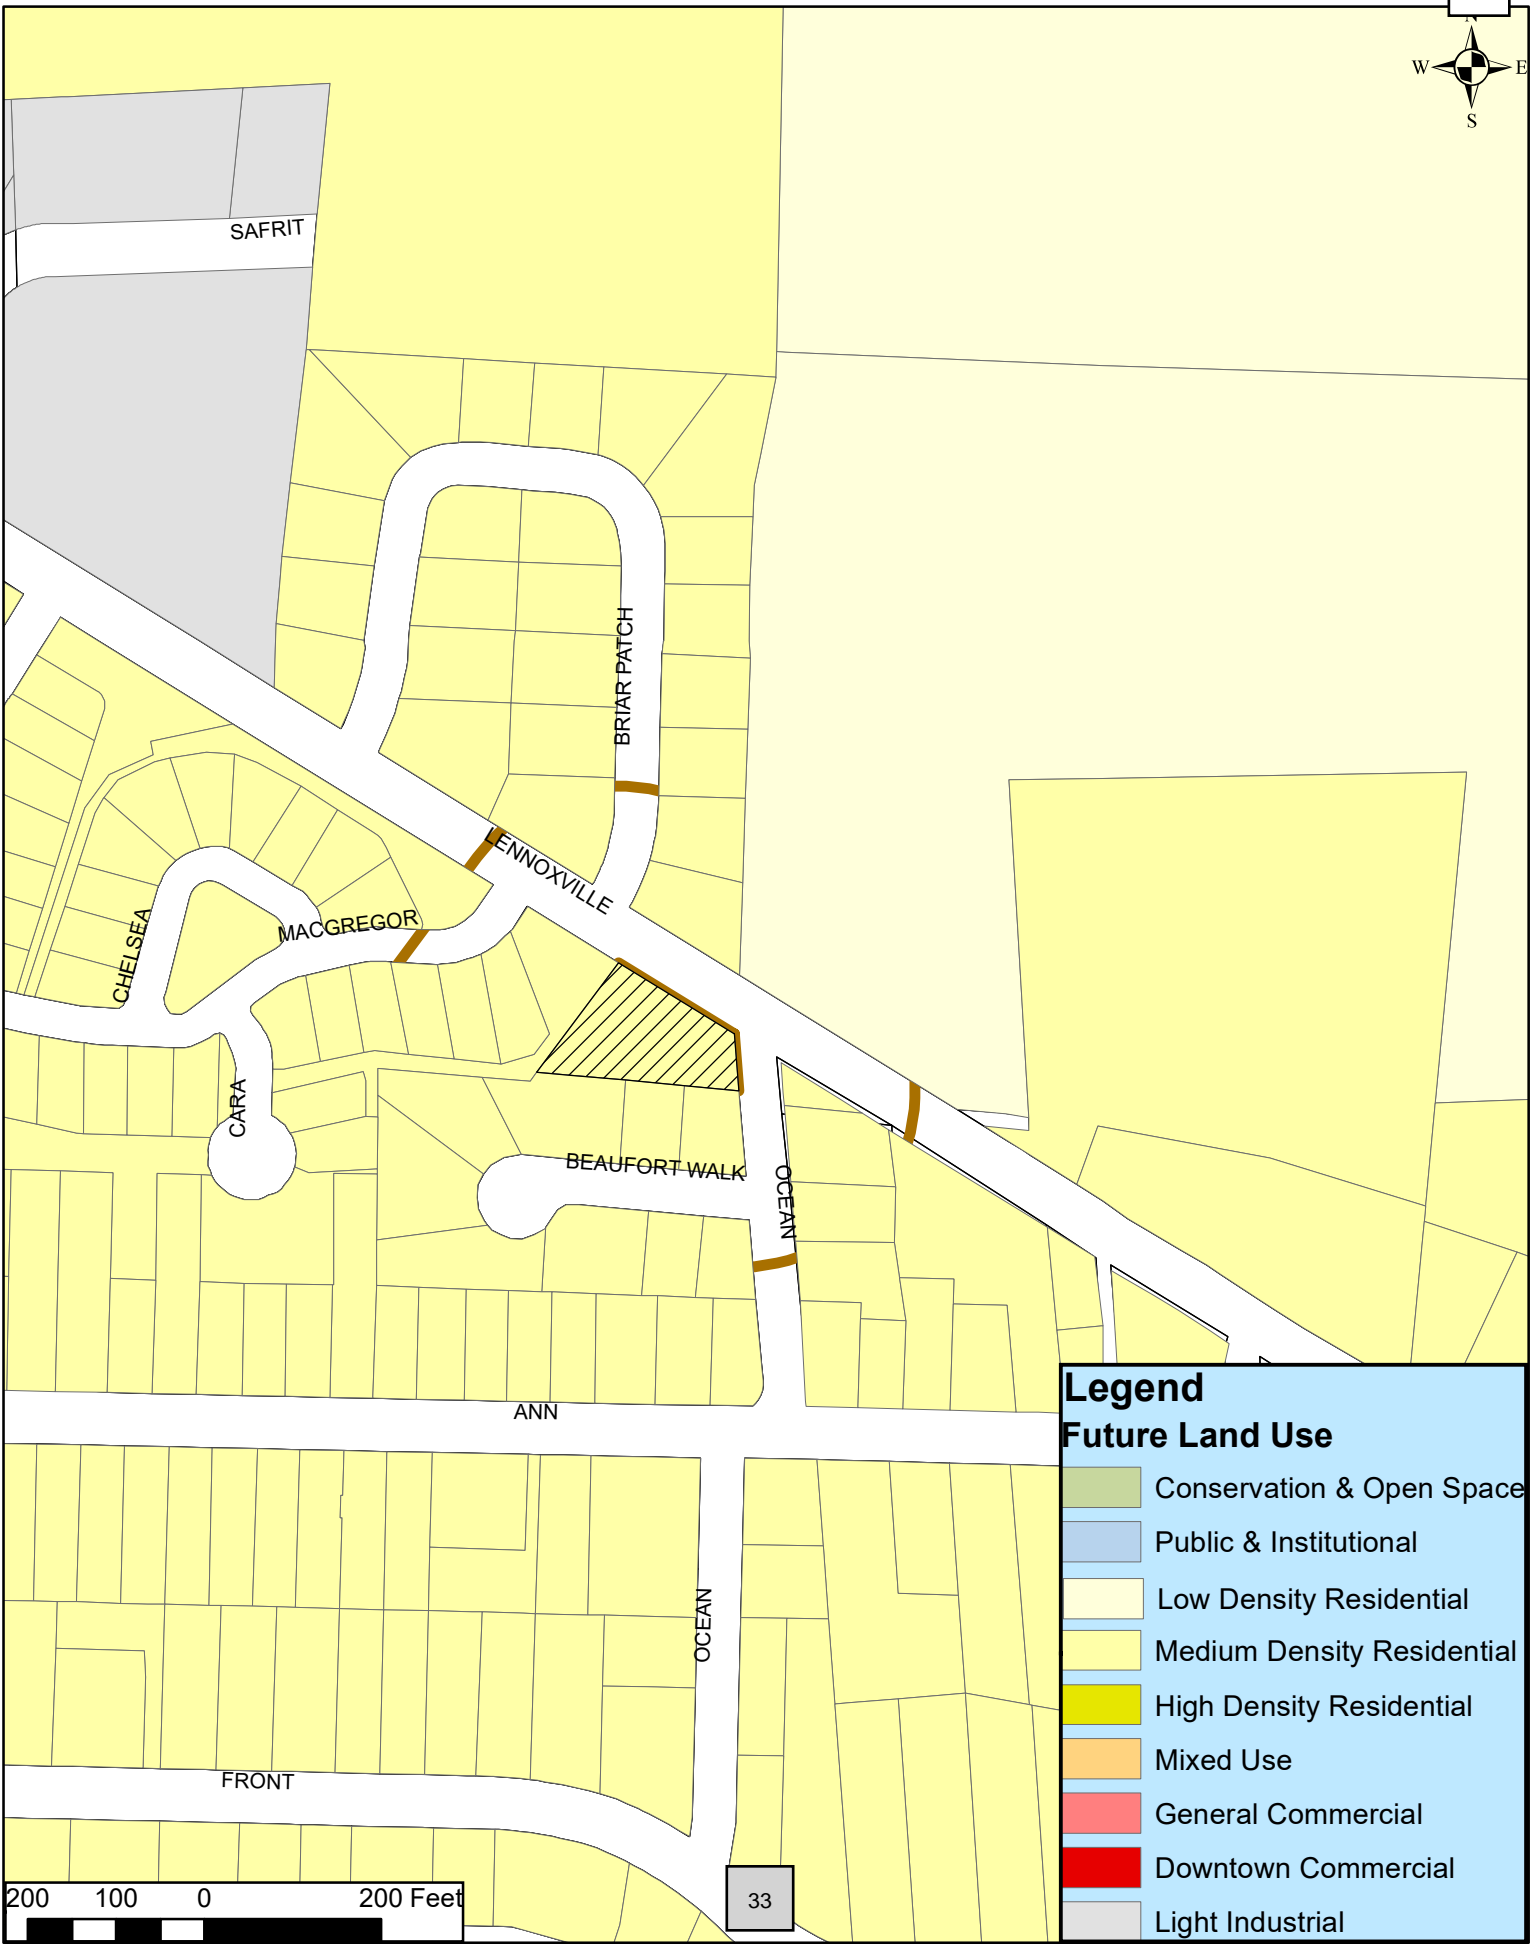 N
W E
S
SAFRIT
BRIAR PATCH
LENNOXVILLE
MACGREGOR
CHELSEA
CARA
BEAUFORT WALK
OCEAN
ANN
OCEAN
FRONT
Legend
Future Land Use
Conservation & Open Space
Public & Institutional
Low Density Residential
Medium Density Residential
High Density Residential
Mixed Use
General Commercial
Downtown Commercial
Light Industrial
200 100 0 200 Feet
33